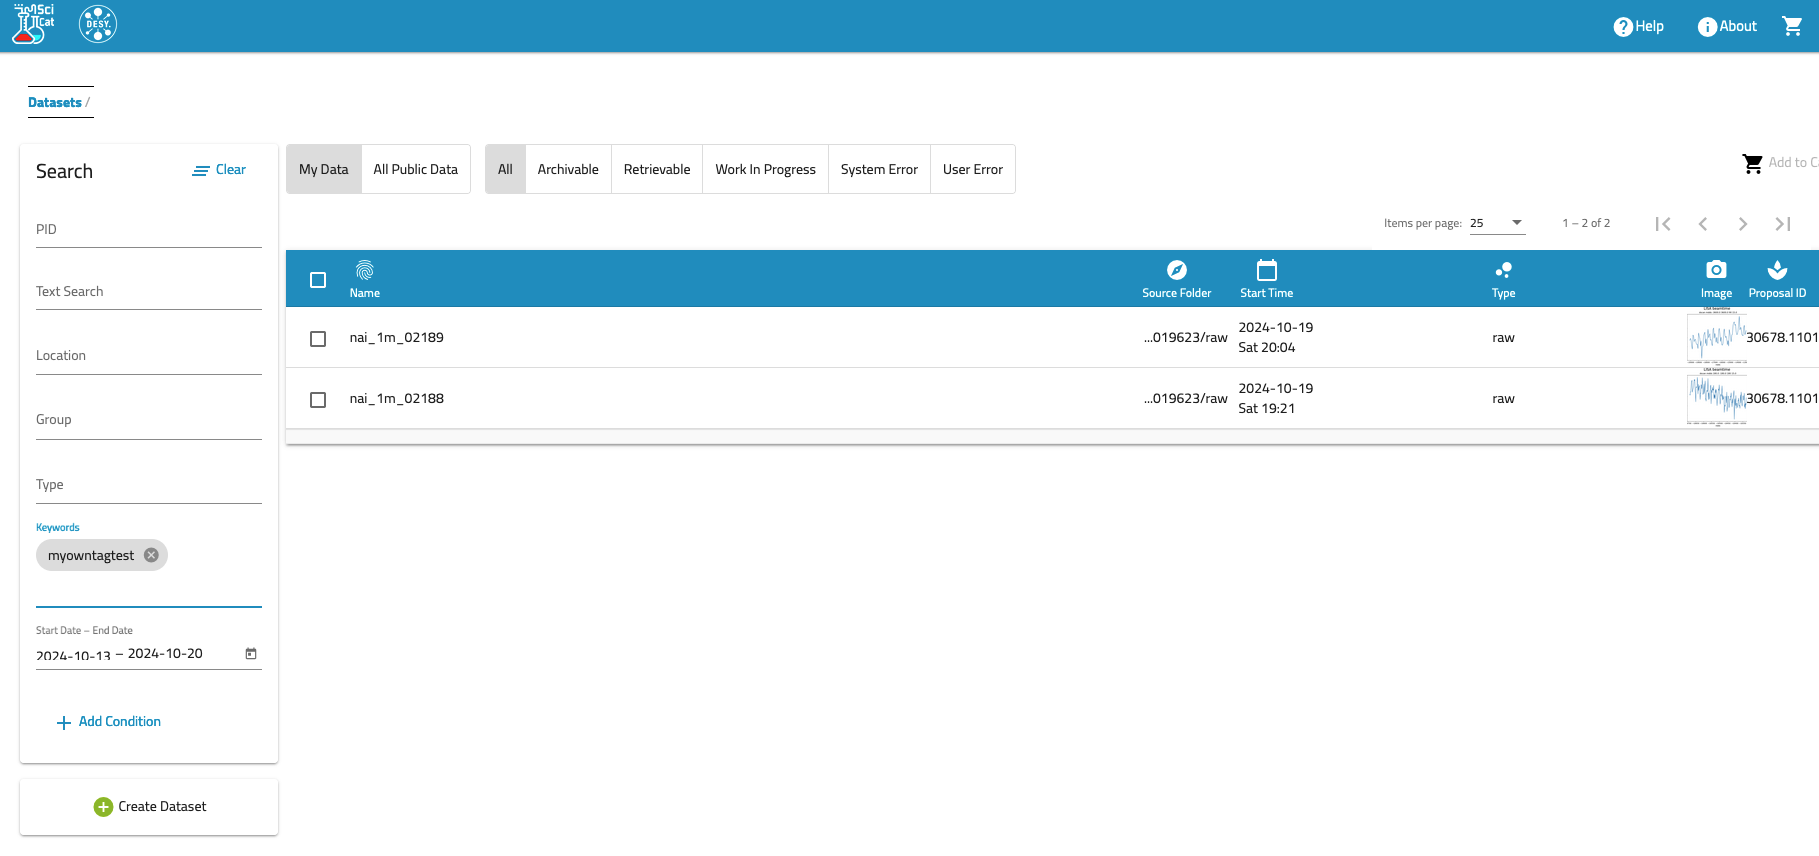 Sci
Cat
DESY.
Help
About
Datasets /
Search
Clear
My Data
All Public Data
All
Archivable
Retrievable
Work In Progress
System Error
User Error
Add to C
PID
Text Search
Location
Group
Type
Keywords
myowntagtest
Start Date – End Date
2024-10-13 – 2024-10-20
Add Condition
Create Dataset
Items per page: 25
1 – 2 of 2
Name
Source Folder
Start Time
Type
Image
Proposal ID
nai_1m_02189
...019623/raw
2024-10-19
Sat 20:04
raw
30678.1101
nai_1m_02188
...019623/raw
2024-10-19
Sat 19:21
raw
30678.1101